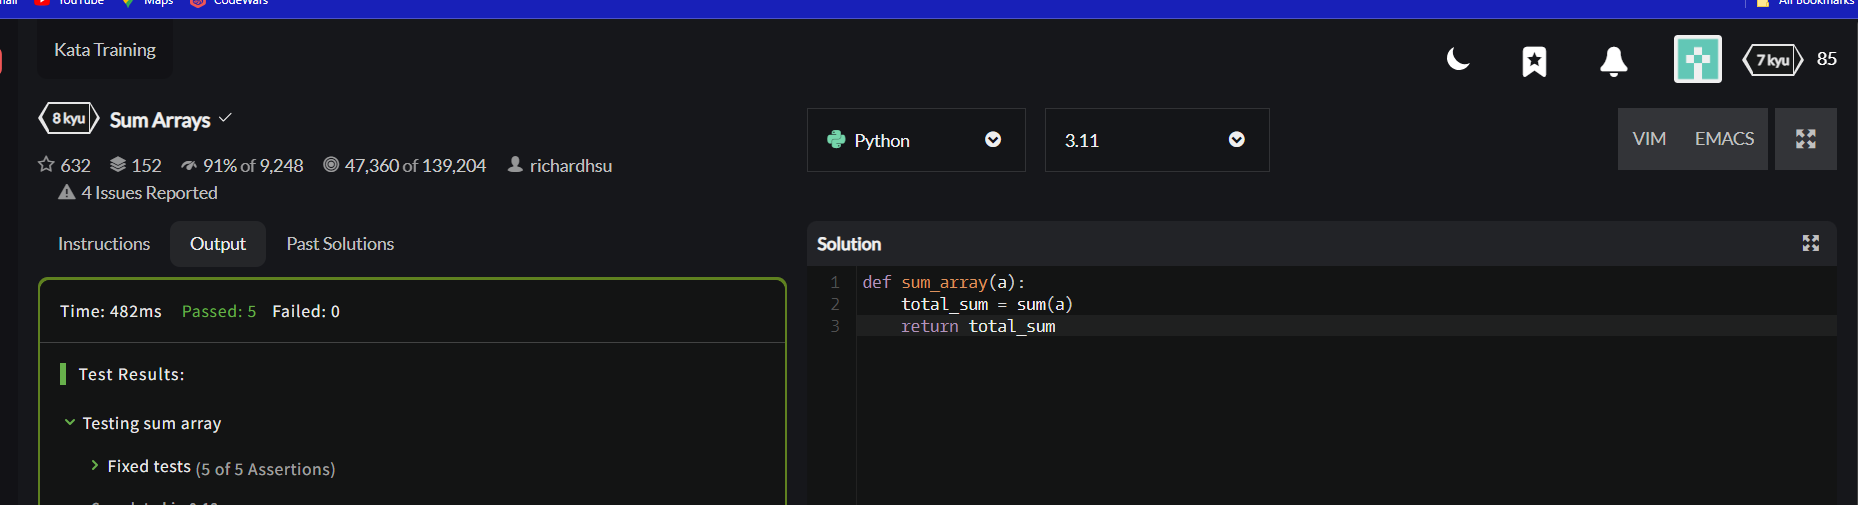 YouTube
Maps
CodeWars
All Bookmarks
Kata Training
7 kyu 85
8 kyu Sum Arrays
632 152 91% of 9,248 47,360 of 139,204 richardhsu
4 Issues Reported
Python
3.11
VIM EMACS
Instructions Output Past Solutions
Time: 482ms Passed: 5 Failed: 0
Test Results:
Testing sum array
Fixed tests (5 of 5 Assertions)
Solution
1 def sum_array(a):
2 total_sum = sum(a)
3 return total_sum